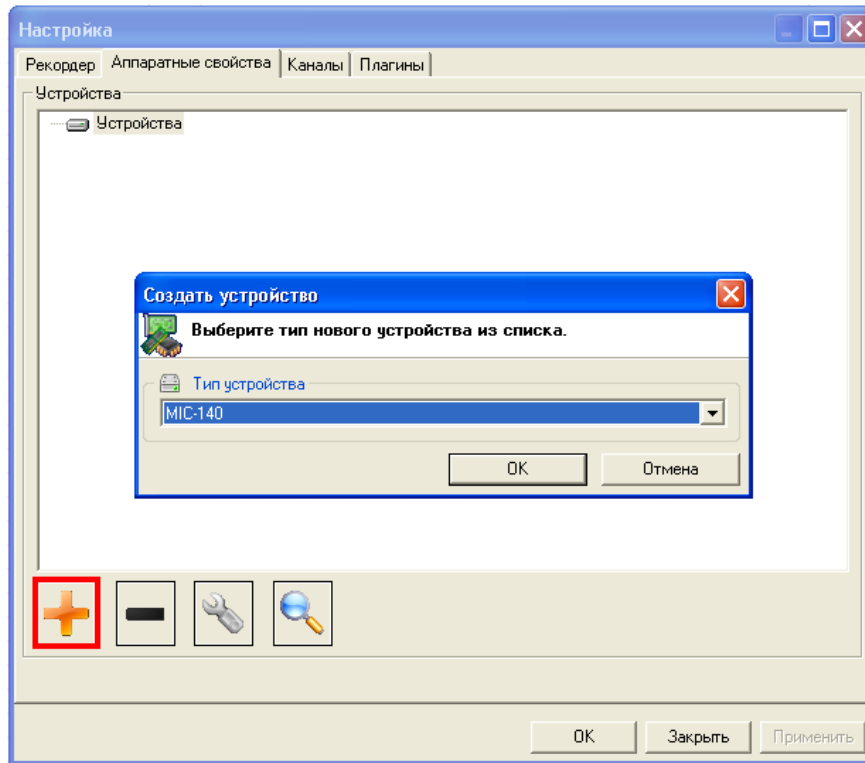 Настройка
Рекордер Аппаратные свойства Каналы Плагины
Устройства
Устройства
Создать устройство
Выберите тип нового устройства из списка.
Тип устройства
MIC-140
OK Отмена
OK Закрыть Применить